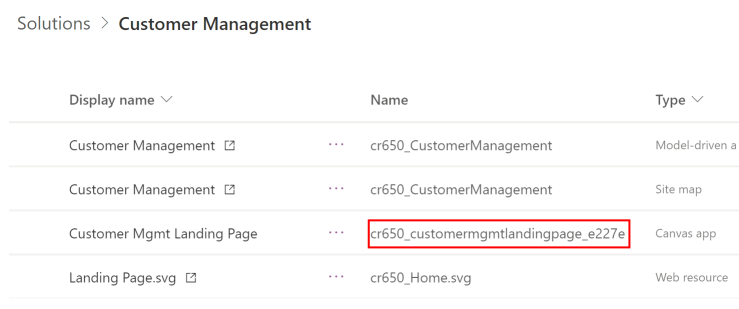 Solutions > Customer Management
Display name Name Type
Customer Management ... cr650_CustomerManagement Model-driven a
Customer Management ... cr650_CustomerManagement Site map
Customer Mgmt Landing Page ... cr650_customermgmtlandingpage_e227e Canvas app
Landing Page.svg ... cr650_Home.svg Web resource